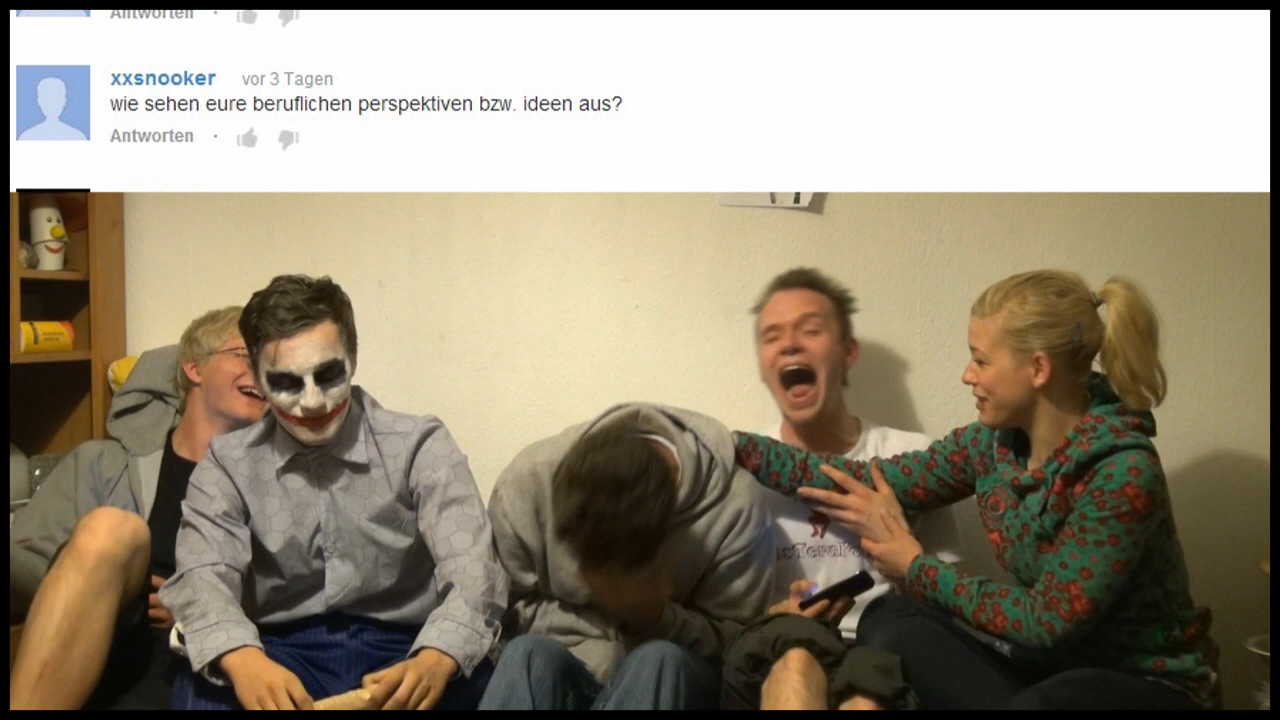 Antworten ·
xxsnooker vor 3 Tagen
wie sehen eure beruflichen perspektiven bzw. ideen aus?
Antworten ·